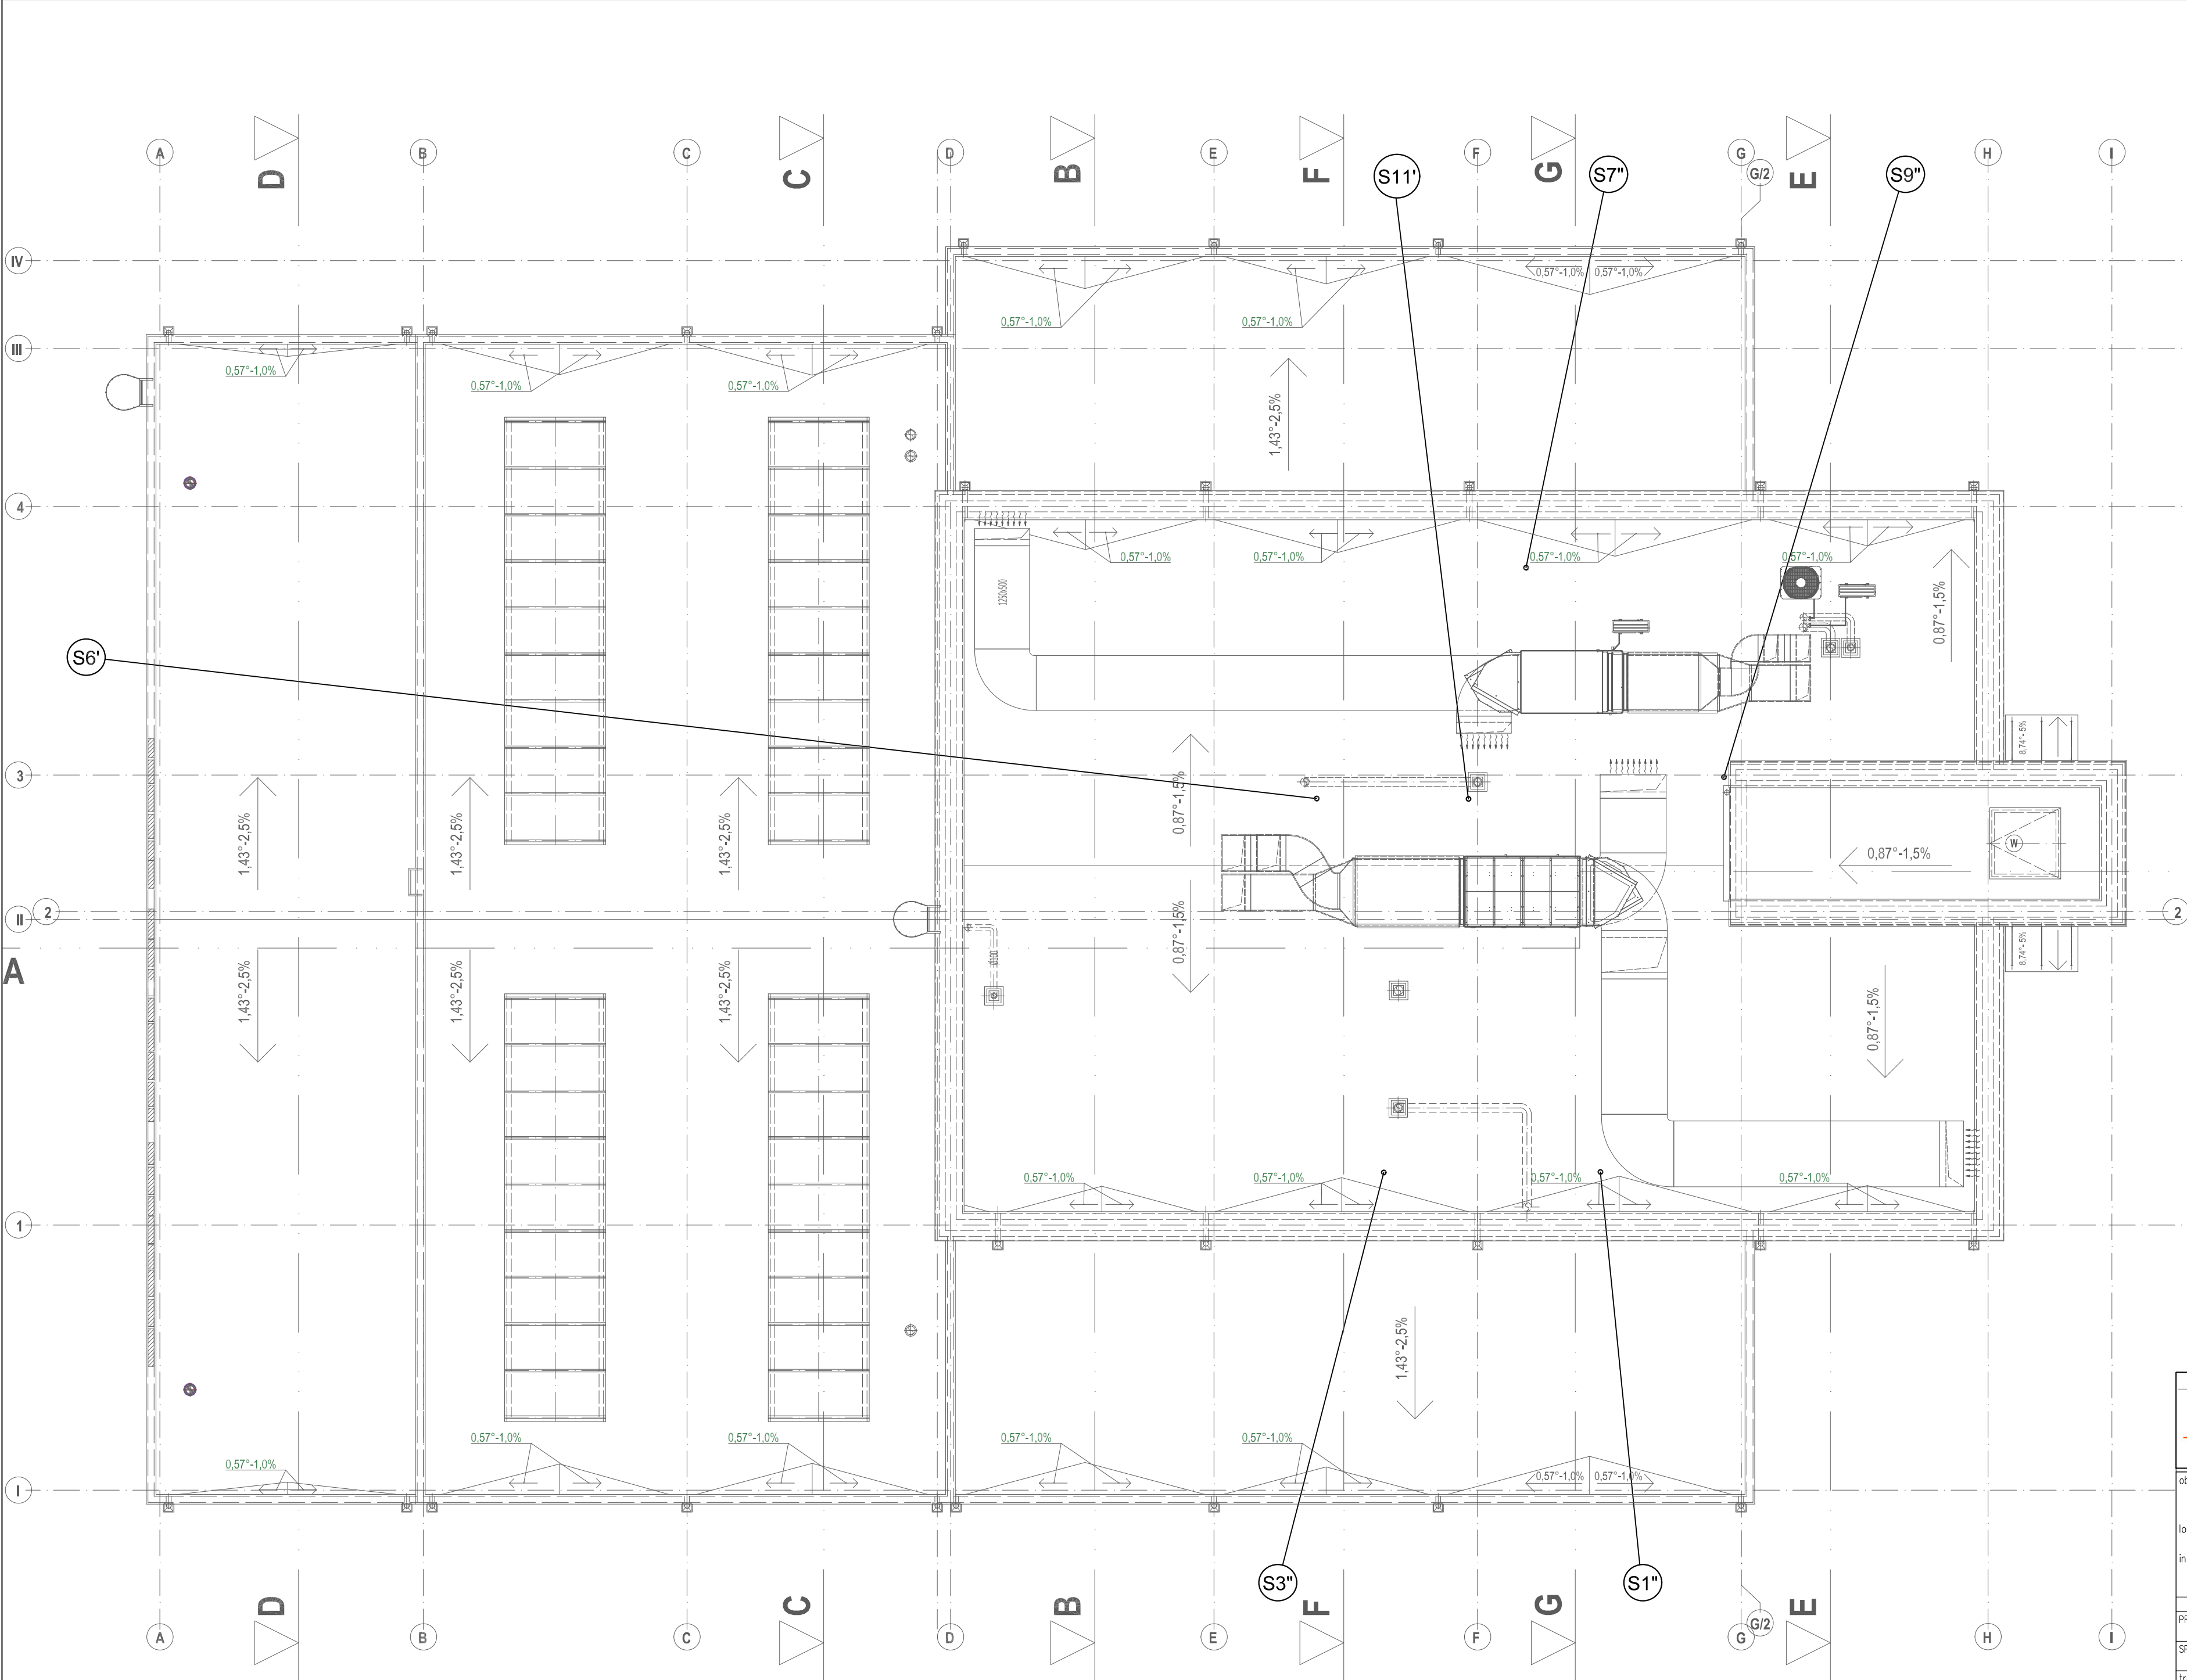 D C B F G E
A B C D E F G H I
G/2
S11' S7" S9"
IV
0,57°-1,0% 0,57°-1,0%
0,57°-1,0% 0,57°-1,0%
III
0,57°-1,0% 0,57°-1,0% 0,57°-1,0%
1,43°-2,5%
4
0,57°-1,0% 0,57°-1,0% 0,57°-1,0% 0,57°-1,0%
1250x500
0,87°-1,5%
S6'
8,74°- 5%
3
1,43°-2,5% 1,43°-2,5% 1,43°-2,5% 0,87°-1,5%
W
0,87°-1,5%
II 2 2
0,87°-1,5%
A
1,43°-2,5% 1,43°-2,5% 1,43°-2,5%
8,74°- 5%
0,87°-1,5%
0,57°-1,0% 0,57°-1,0% 0,57°-1,0% 0,57°-1,0%
1
1,43°-2,5%
0,57°-1,0% 0,57°-1,0% 0,57°-1,0% 0,57°-1,0%
0,57°-1,0%
0,57°-1,0% 0,57°-1,0%
I
ob
lo
in
S3" S1"
D C B F G E
G/2
A B C D E F G H I
PR
SP
tr